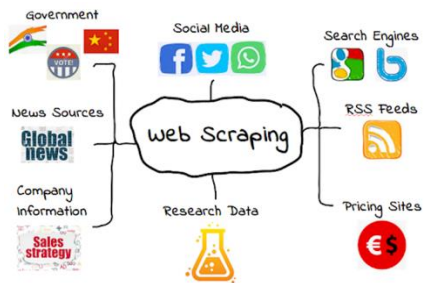 Government
Social Media
Search Engines
VOTE!
News Sources
RSS Feeds
Global
news
Web Scraping
Company
Information
Research Data
Pricing Sites
Sales
strategy
€$